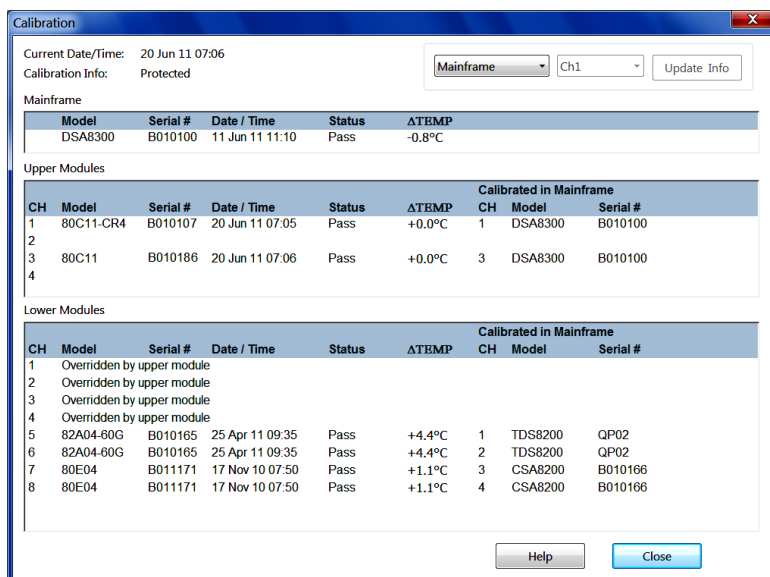 Calibration
Current Date/Time: 20 Jun 11 07:06
Calibration Info: Protected
Mainframe Ch1 Update Info
Mainframe
Model Serial # Date / Time Status ΔTEMP
DSA8300 B010100 11 Jun 11 11:10 Pass -0.8ºC
Upper Modules
Calibrated in Mainframe
CH Model Serial # Date / Time Status ΔTEMP CH Model Serial #
1 80C11-CR4 B010107 20 Jun 11 07:05 Pass +0.0ºC 1 DSA8300 B010100
2
3 80C11 B010186 20 Jun 11 07:06 Pass +0.0ºC 3 DSA8300 B010100
4
Lower Modules
Calibrated in Mainframe
CH Model Serial # Date / Time Status ΔTEMP CH Model Serial #
1 Overridden by upper module
2 Overridden by upper module
3 Overridden by upper module
4 Overridden by upper module
5 82A04-60G B010165 25 Apr 11 09:35 Pass +4.4ºC 1 TDS8200 QP02
6 82A04-60G B010165 25 Apr 11 09:35 Pass +4.4ºC 2 TDS8200 QP02
7 80E04 B011171 17 Nov 10 07:50 Pass +1.1ºC 3 CSA8200 B010166
8 80E04 B011171 17 Nov 10 07:50 Pass +1.1ºC 4 CSA8200 B010166
Help Close